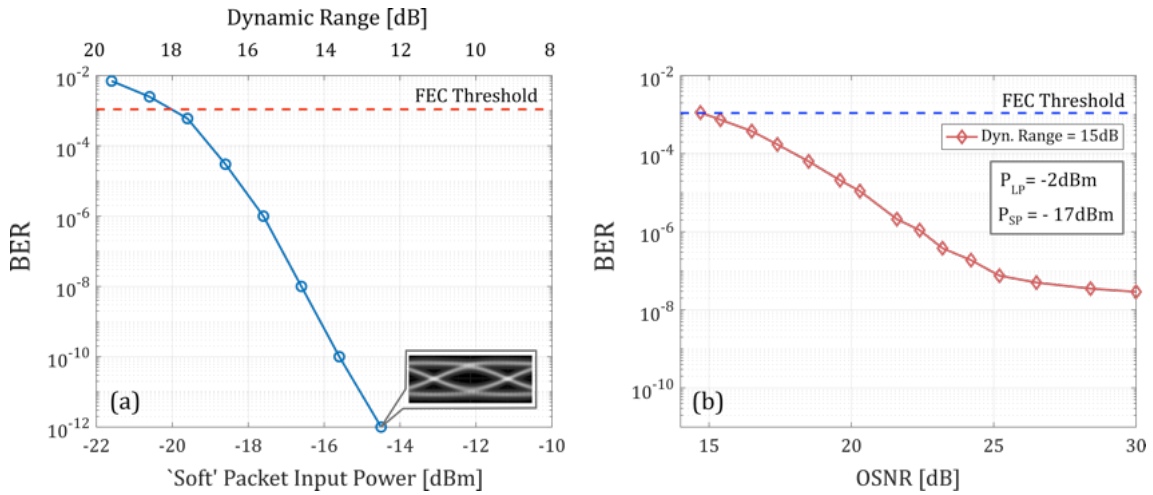 Dynamic Range [dB]
20 18 16 14 12 10 8
10^-2
10^-4
10^-6
10^-8
10^-10
10^-12
BER
FEC Threshold
(a)
-22 -20 -18 -16 -14 -12 -10
`Soft' Packet Input Power [dBm]
10^-2
10^-4
10^-6
10^-8
10^-10
BER
FEC Threshold
Dyn. Range = 15dB
P_LP= -2dBm
P_SP= - 17dBm
(b)
15 20 25 30
OSNR [dB]